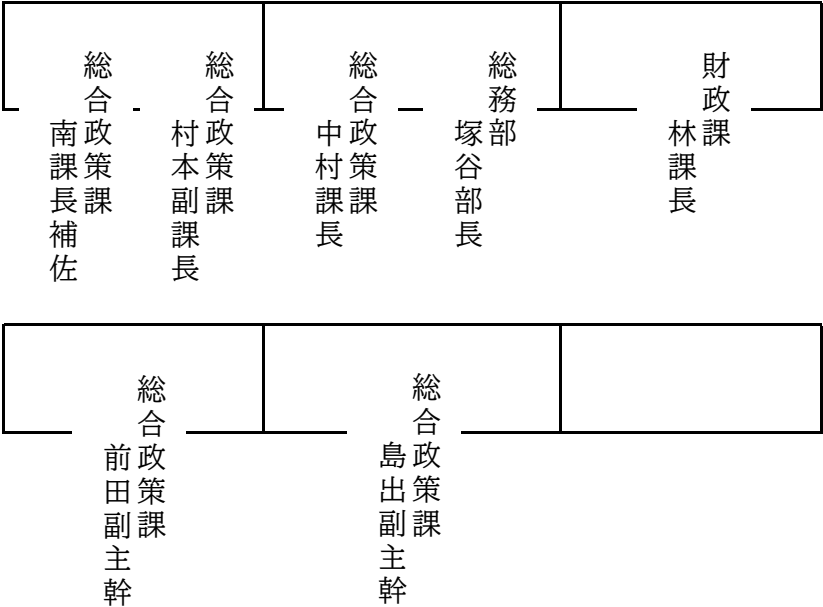 財政課
林課長
総務部
塚谷部長
総合政策課
中村課長
総合政策課
村本副課長
総合政策課
南課長補佐
総合政策課
島出副主幹
総合政策課
前田副主幹